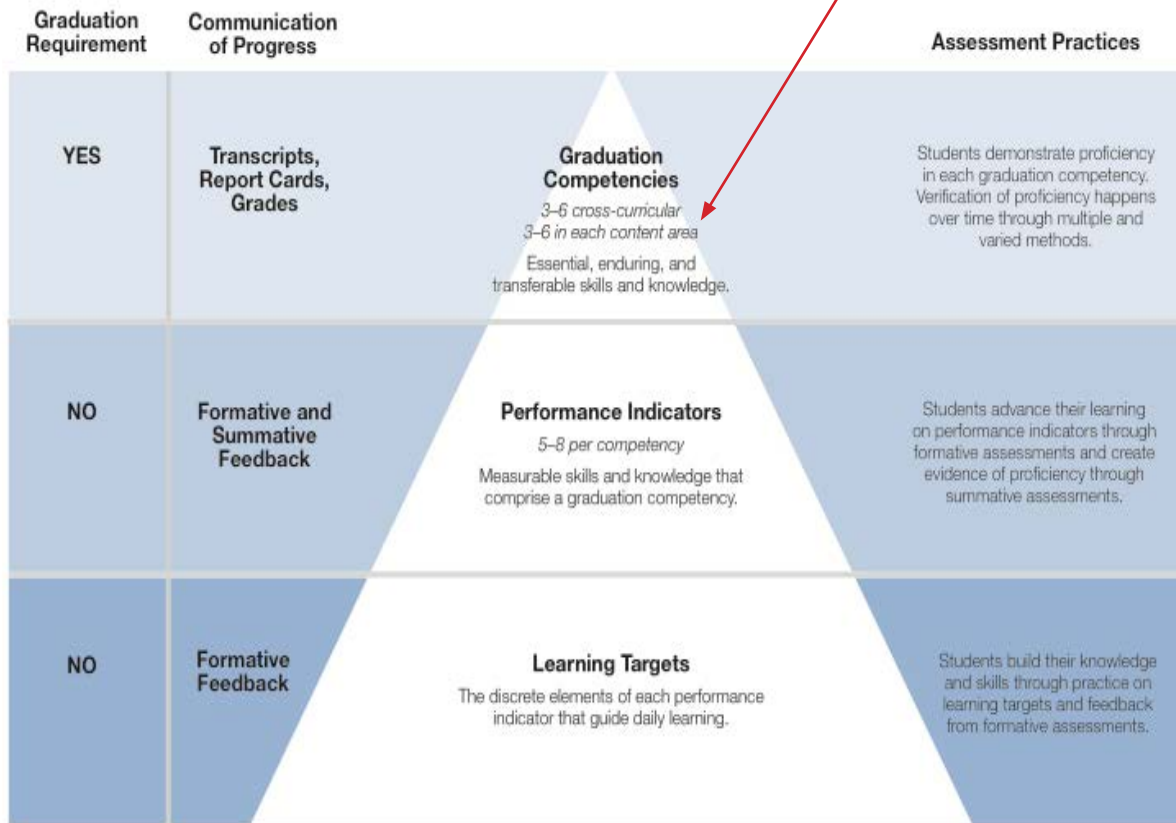 Graduation
Requirement
Communication
of Progress
Assessment Practices
YES
Transcripts,
Report Cards,
Grades
Graduation
Competencies
3–6 cross-curricular
3–6 in each content area
Essential, enduring, and
transferable skills and knowledge.
Students demonstrate proficiency
in each graduation competency.
Verification of proficiency happens
over time through multiple and
varied methods.
NO
Formative and
Summative
Feedback
Performance Indicators
5–8 per competency
Measurable skills and knowledge that
comprise a graduation competency.
Students advance their learning
on performance indicators through
formative assessments and create
evidence of proficiency through
summative assessments.
NO
Formative
Feedback
Learning Targets
The discrete elements of each performance
indicator that guide daily learning.
Students build their knowledge
and skills through practice on
learning targets and feedback
from formative assessments.